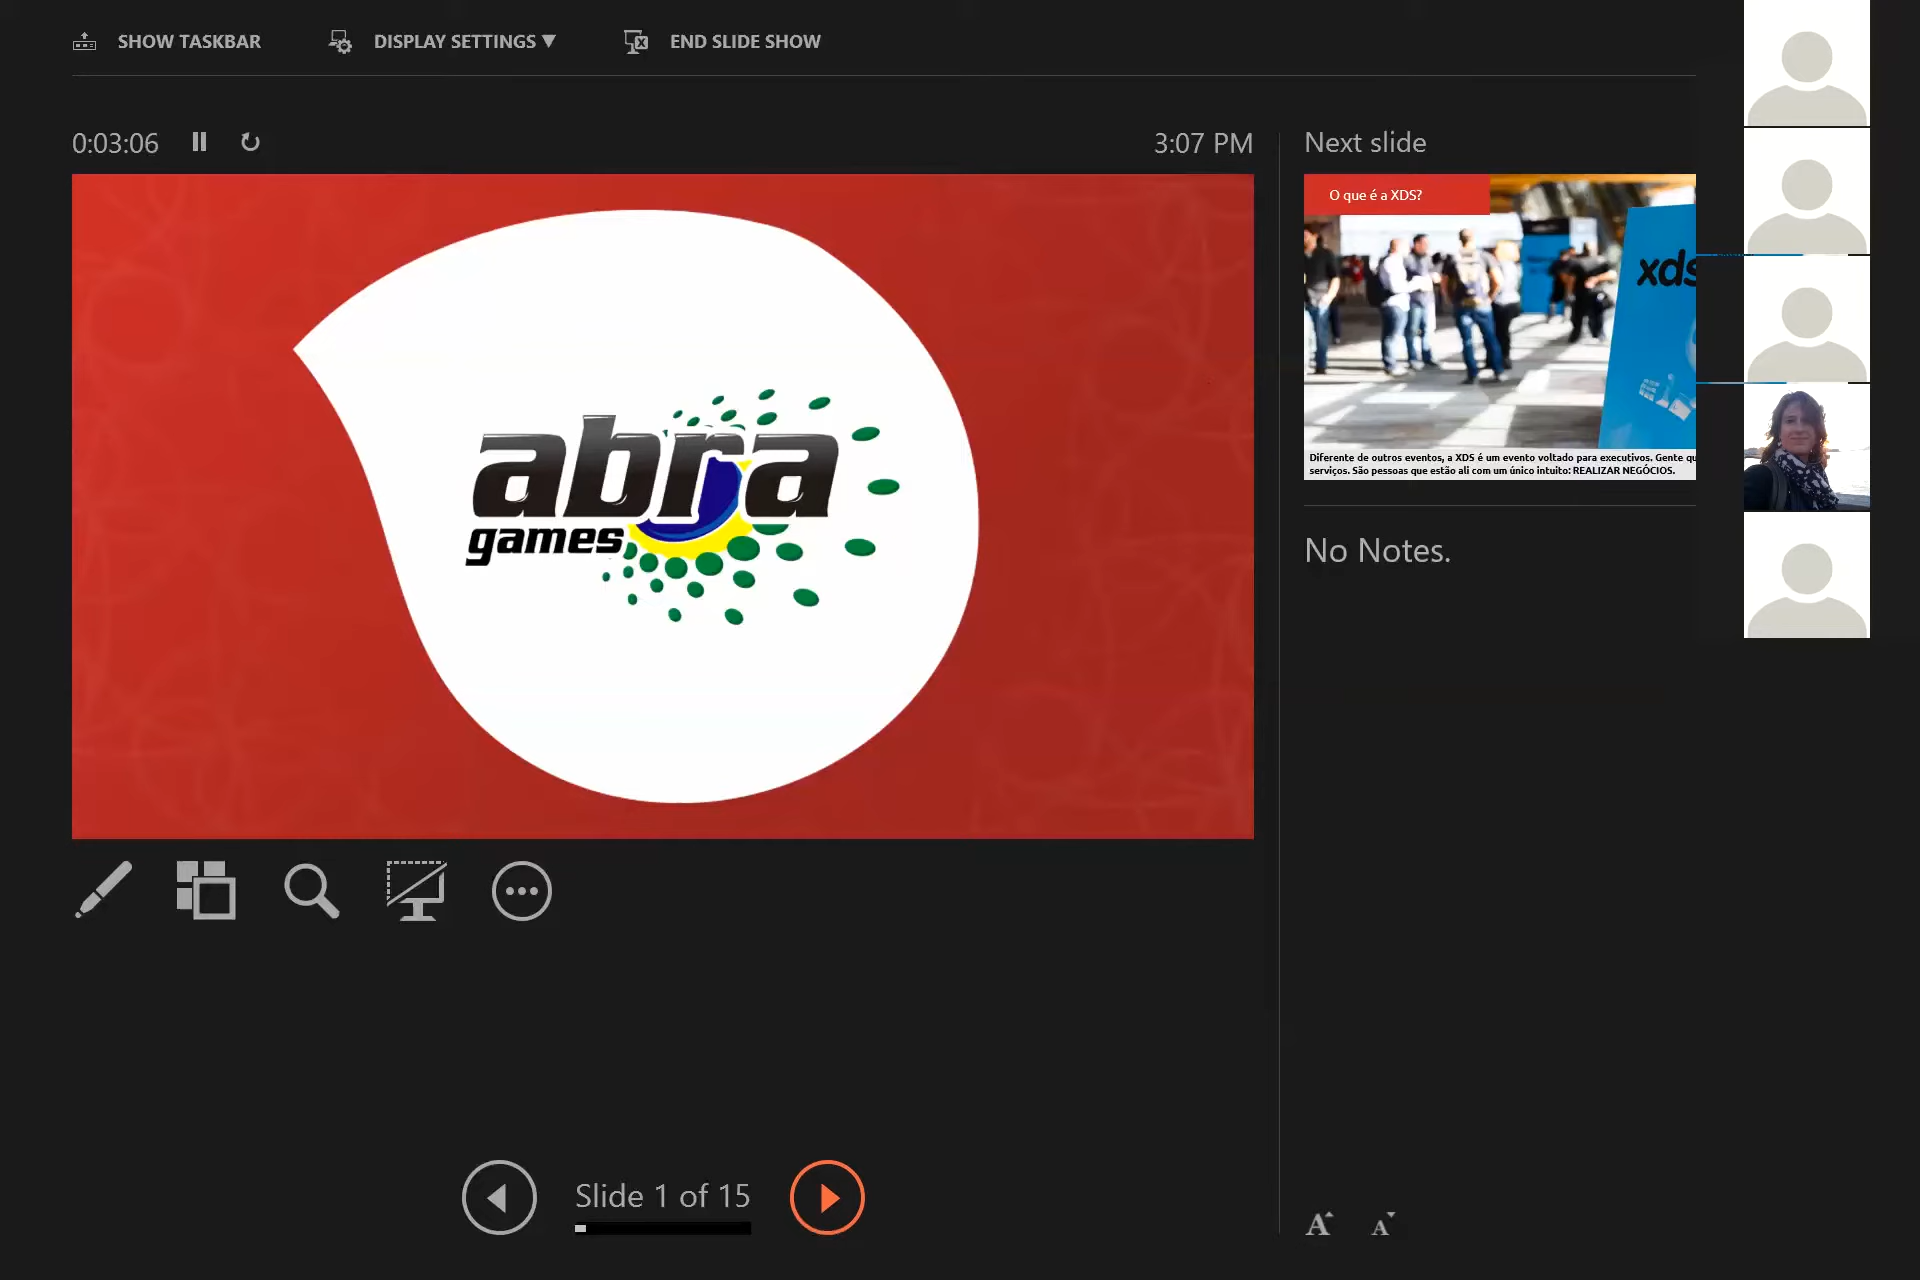 SHOW TASKBAR
DISPLAY SETTINGS ▼
END SLIDE SHOW
0:03:06
3:07 PM
abra
games
Next slide
O que é a XDS?
xds
Diferente de outros eventos, a XDS é um evento voltado para executivos. Gente qu
serviços. São pessoas que estão ali com um único intuito: REALIZAR NEGÓCIOS.
No Notes.
Slide 1 of 15
A
A